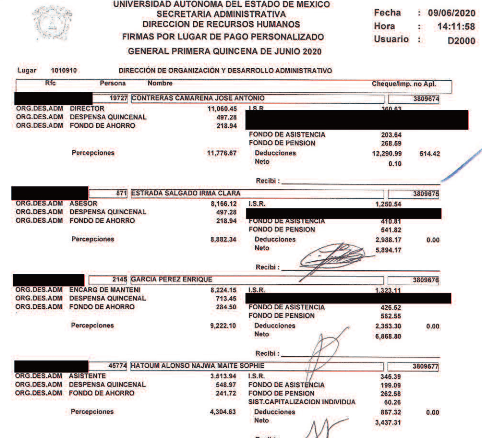 UNIVERSIDAD AUTONOMA DEL ESTADO DE MEXICO
SECRETARIA ADMINISTRATIVA
DIRECCION DE RECURSOS HUMANOS
FIRMAS POR LUGAR DE PAGO PERSONALIZADO
GENERAL PRIMERA QUINCENA DE JUNIO 2020
Fecha : 09/06/2020
Hora : 14:11:58
Usuario : D2000
Lugar 1010910 DIRECCIÓN DE ORGANIZACIÓN Y DESARROLLO ADMINISTRATIVO
Rfc Persona Nombre Cheque/Imp. no Apl.
19727 CONTRERAS CAMARENA JOSE ANTONIO 3809674
ORG.DES.ADM DIRECTOR 11,060.45 I.S.R.
ORG.DES.ADM DESPENSA QUINCENAL 497.28
ORG.DES.ADM FONDO DE AHORRO 218.94
FONDO DE ASISTENCIA 203.64
FONDO DE PENSION 268.59
Percepciones 11,776.67 Deducciones 12,290.99 514.42
Neto 0.10
Recibi :
871 ESTRADA SALGADO IRMA CLARA 3809675
ORG.DES.ADM ASESOR 8,166.12 I.S.R. 1,250.54
ORG.DES.ADM DESPENSA QUINCENAL 497.28
ORG.DES.ADM FONDO DE AHORRO 218.94 FONDO DE ASISTENCIA 410.81
FONDO DE PENSION 541.82
Percepciones 8,882.34 Deducciones 2,988.17 0.00
Neto 5,894.17
Recibi :
2145 GARCIA PEREZ ENRIQUE 3809676
ORG.DES.ADM ENCARG DE MANTENI 8,224.15 I.S.R. 1,323.11
ORG.DES.ADM DESPENSA QUINCENAL 713.45
ORG.DES.ADM FONDO DE AHORRO 284.50 FONDO DE ASISTENCIA 426.52
FONDO DE PENSION 562.55
Percepciones 9,222.10 Deducciones 2,353.30 0.00
Neto 6,868.80
Recibi :
45774 HATOUM ALONSO NAJWA MAITE SOPHIE 3809677
ORG.DES.ADM ASISTENTE 3,513.94 I.S.R. 345.39
ORG.DES.ADM DESPENSA QUINCENAL 548.97 FONDO DE ASISTENCIA 199.09
ORG.DES.ADM FONDO DE AHORRO 241.72 FONDO DE PENSION 262.58
SIST.CAPITALIZACION INDIVIDUA 60.26
Percepciones 4,304.63 Deducciones 867.32 0.00
Neto 3,437.31